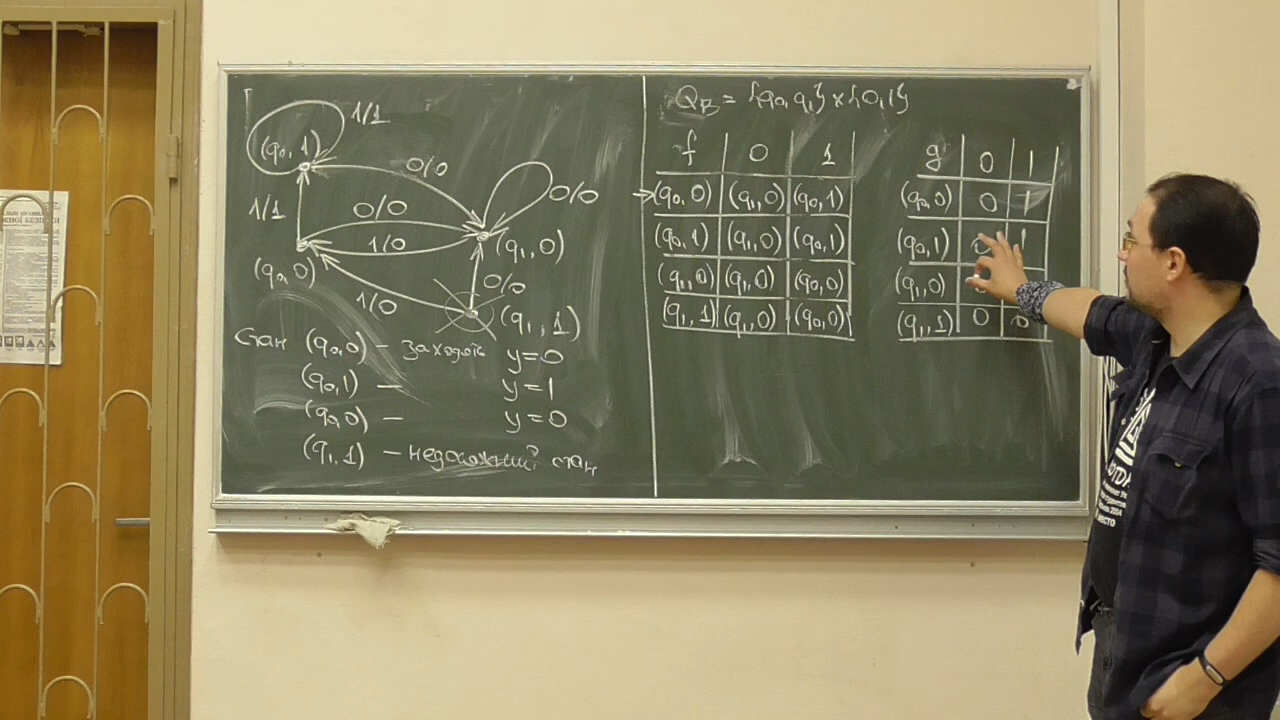 1/1
(q₀, 1)
0/0
0/0
1/1
0/0
1/0
(q₁, 0)
(q₀, 0)
0/0
1/0
(q₁, 1)
Стан (q₀,0) – заходять y=0
(q₀,1) – y=1
(q₁,0) – y=0
(q₁,1) – недосяжний стан
Q_B = {q₀, q₁} × {0,1}
f 0 1
→ (q₀,0) (q₁,0) (q₀,1)
(q₀,1) (q₁,0) (q₀,1)
(q₁,0) (q₁,0) (q₀,0)
(q₁,1) (q₁,0) (q₀,0)
g 0 1
(q₀,0) 0 1
(q₀,1) 0 1
(q₁,0)
(q₁,1) 0 0
МЕСТО